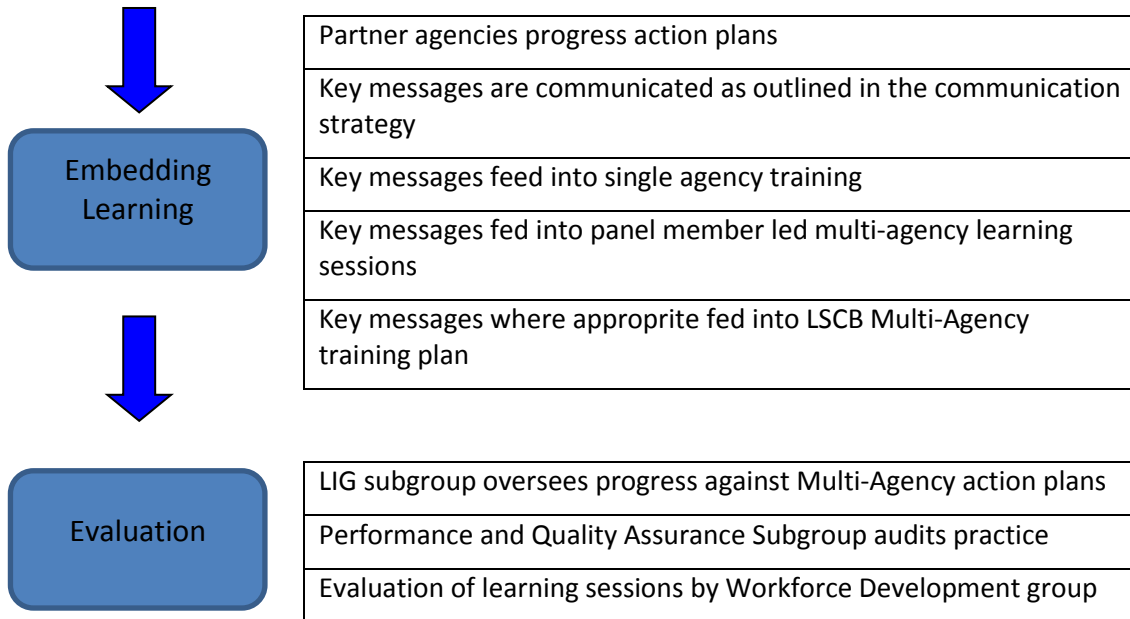 Partner agencies progress action plans
Key messages are communicated as outlined in the communication
strategy
Embedding
Learning
Key messages feed into single agency training
Key messages fed into panel member led multi-agency learning
sessions
Key messages where approprite fed into LSCB Multi-Agency
training plan
Evaluation
LIG subgroup oversees progress against Multi-Agency action plans
Performance and Quality Assurance Subgroup audits practice
Evaluation of learning sessions by Workforce Development group